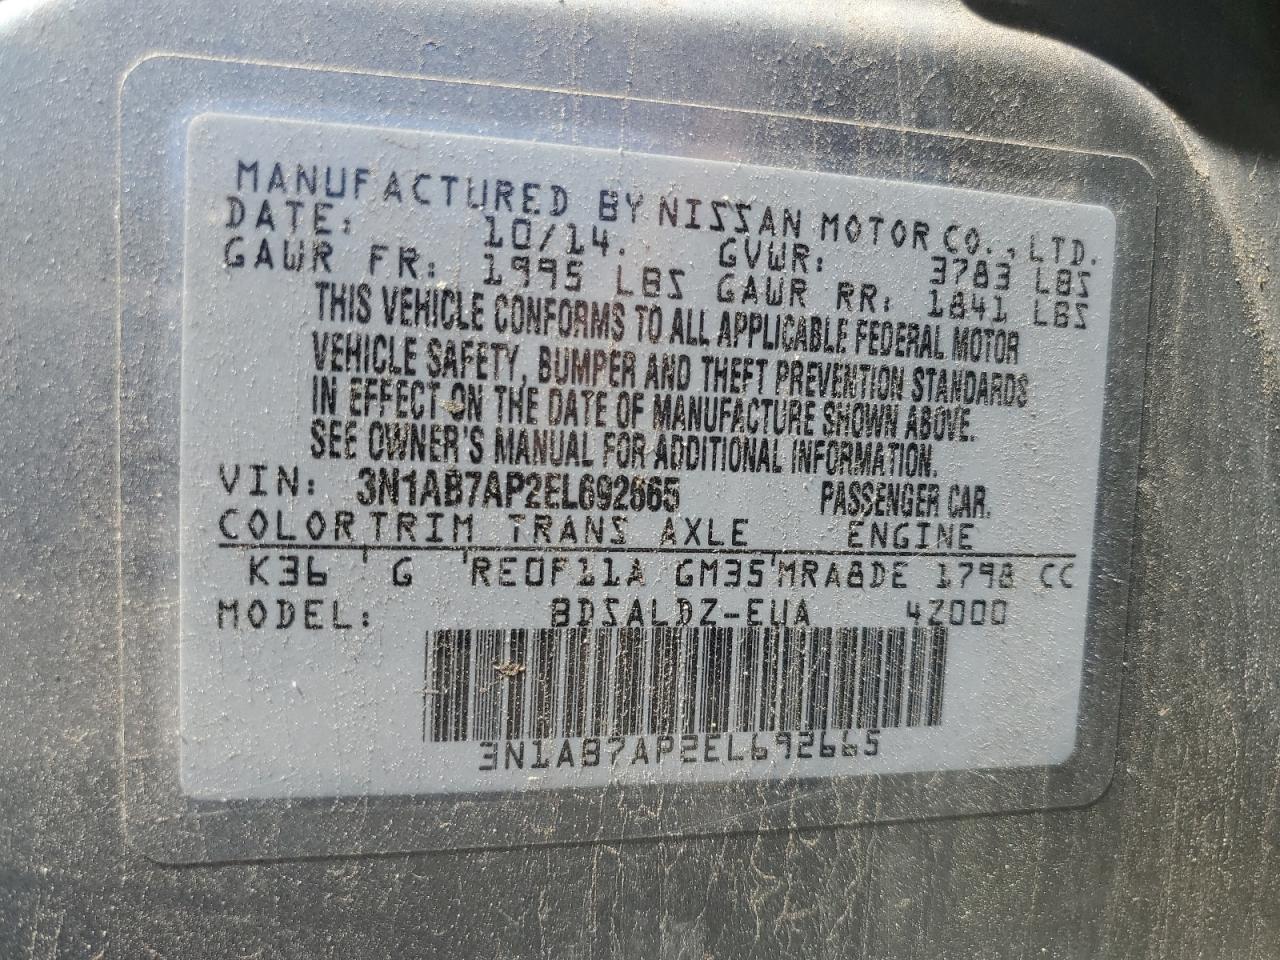 MANUFACTURED BY NISSAN MOTOR CO., LTD.
DATE: 10/14. GVWR: 3783 LBS
GAWR FR: 1995 LBS GAWR RR: 1841 LBS
THIS VEHICLE CONFORMS TO ALL APPLICABLE FEDERAL MOTOR
VEHICLE SAFETY, BUMPER AND THEFT PREVENTION STANDARDS
IN EFFECT ON THE DATE OF MANUFACTURE SHOWN ABOVE.
SEE OWNER'S MANUAL FOR ADDITIONAL INFORMATION.
VIN: 3N1AB7AP2EL692665 PASSENGER CAR.
COLOR TRIM TRANS AXLE ENGINE
K36 G RE0F11A GM35 MRA8DE 1798 CC
MODEL: BDSALDZ-EUA 4Z000
3N1AB7AP2EL692665